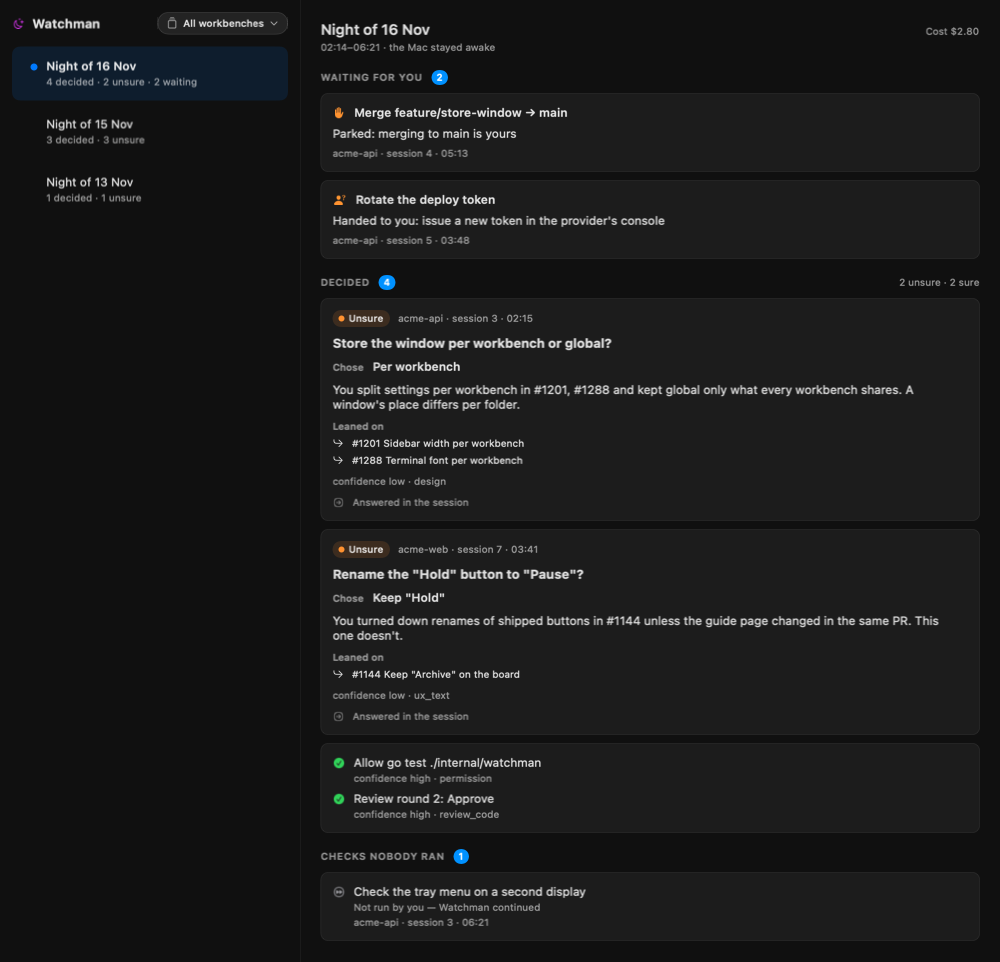 Watchman
All workbenches
Night of 16 Nov
4 decided · 2 unsure · 2 waiting
Night of 15 Nov
3 decided · 3 unsure
Night of 13 Nov
1 decided · 1 unsure
Night of 16 Nov
02:14–06:21 · the Mac stayed awake
Cost $2.80
WAITING FOR YOU 2
Merge feature/store-window → main
Parked: merging to main is yours
acme-api · session 4 · 05:13
Rotate the deploy token
Handed to you: issue a new token in the provider's console
acme-api · session 5 · 03:48
DECIDED 4
2 unsure · 2 sure
Unsure acme-api · session 3 · 02:15
Store the window per workbench or global?
Chose Per workbench
You split settings per workbench in #1201, #1288 and kept global only what every workbench shares. A
window's place differs per folder.
Leaned on
#1201 Sidebar width per workbench
#1288 Terminal font per workbench
confidence low · design
Answered in the session
Unsure acme-web · session 7 · 03:41
Rename the "Hold" button to "Pause"?
Chose Keep "Hold"
You turned down renames of shipped buttons in #1144 unless the guide page changed in the same PR. This
one doesn't.
Leaned on
#1144 Keep "Archive" on the board
confidence low · ux_text
Answered in the session
Allow go test ./internal/watchman
confidence high · permission
Review round 2: Approve
confidence high · review_code
CHECKS NOBODY RAN 1
Check the tray menu on a second display
Not run by you — Watchman continued
acme-api · session 3 · 06:21